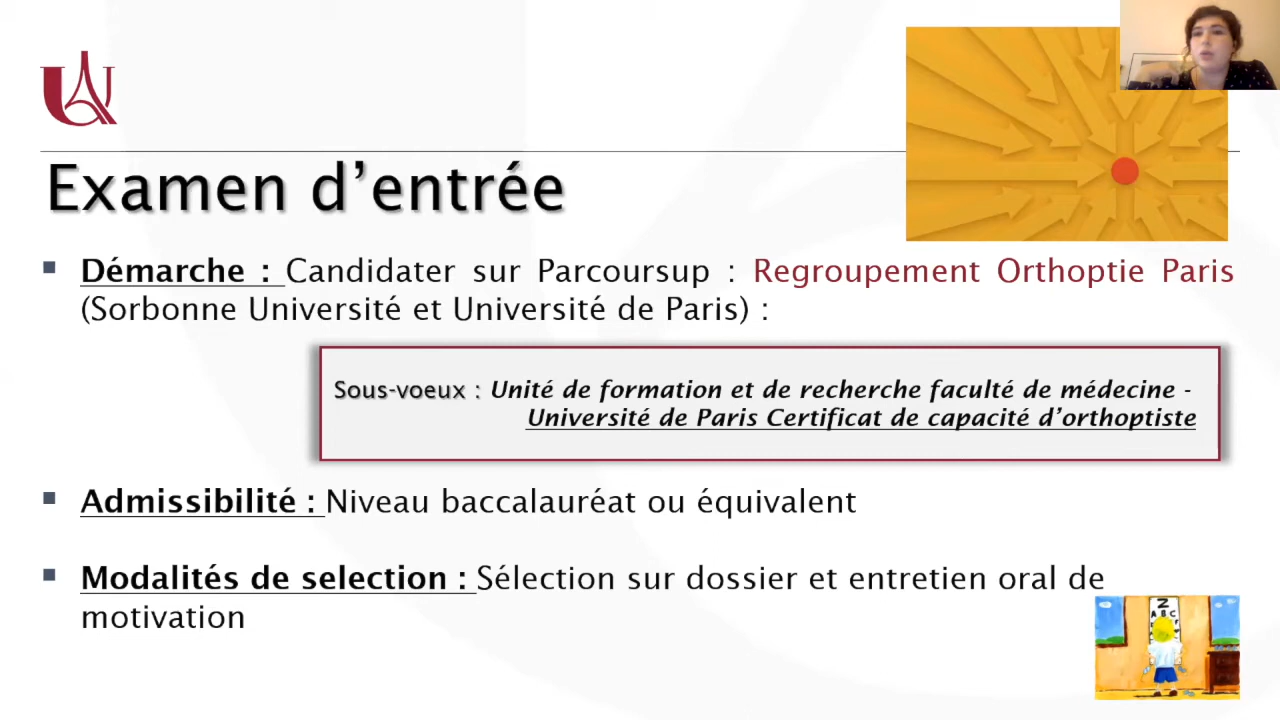 Examen d’entrée
Démarche : Candidater sur Parcoursup : Regroupement Orthoptie Paris
(Sorbonne Université et Université de Paris) :
Sous-voeux : Unité de formation et de recherche faculté de médecine -
Université de Paris Certificat de capacité d’orthoptiste
Admissibilité : Niveau baccalauréat ou équivalent
Modalités de selection : Sélection sur dossier et entretien oral de
motivation
Z
A B C